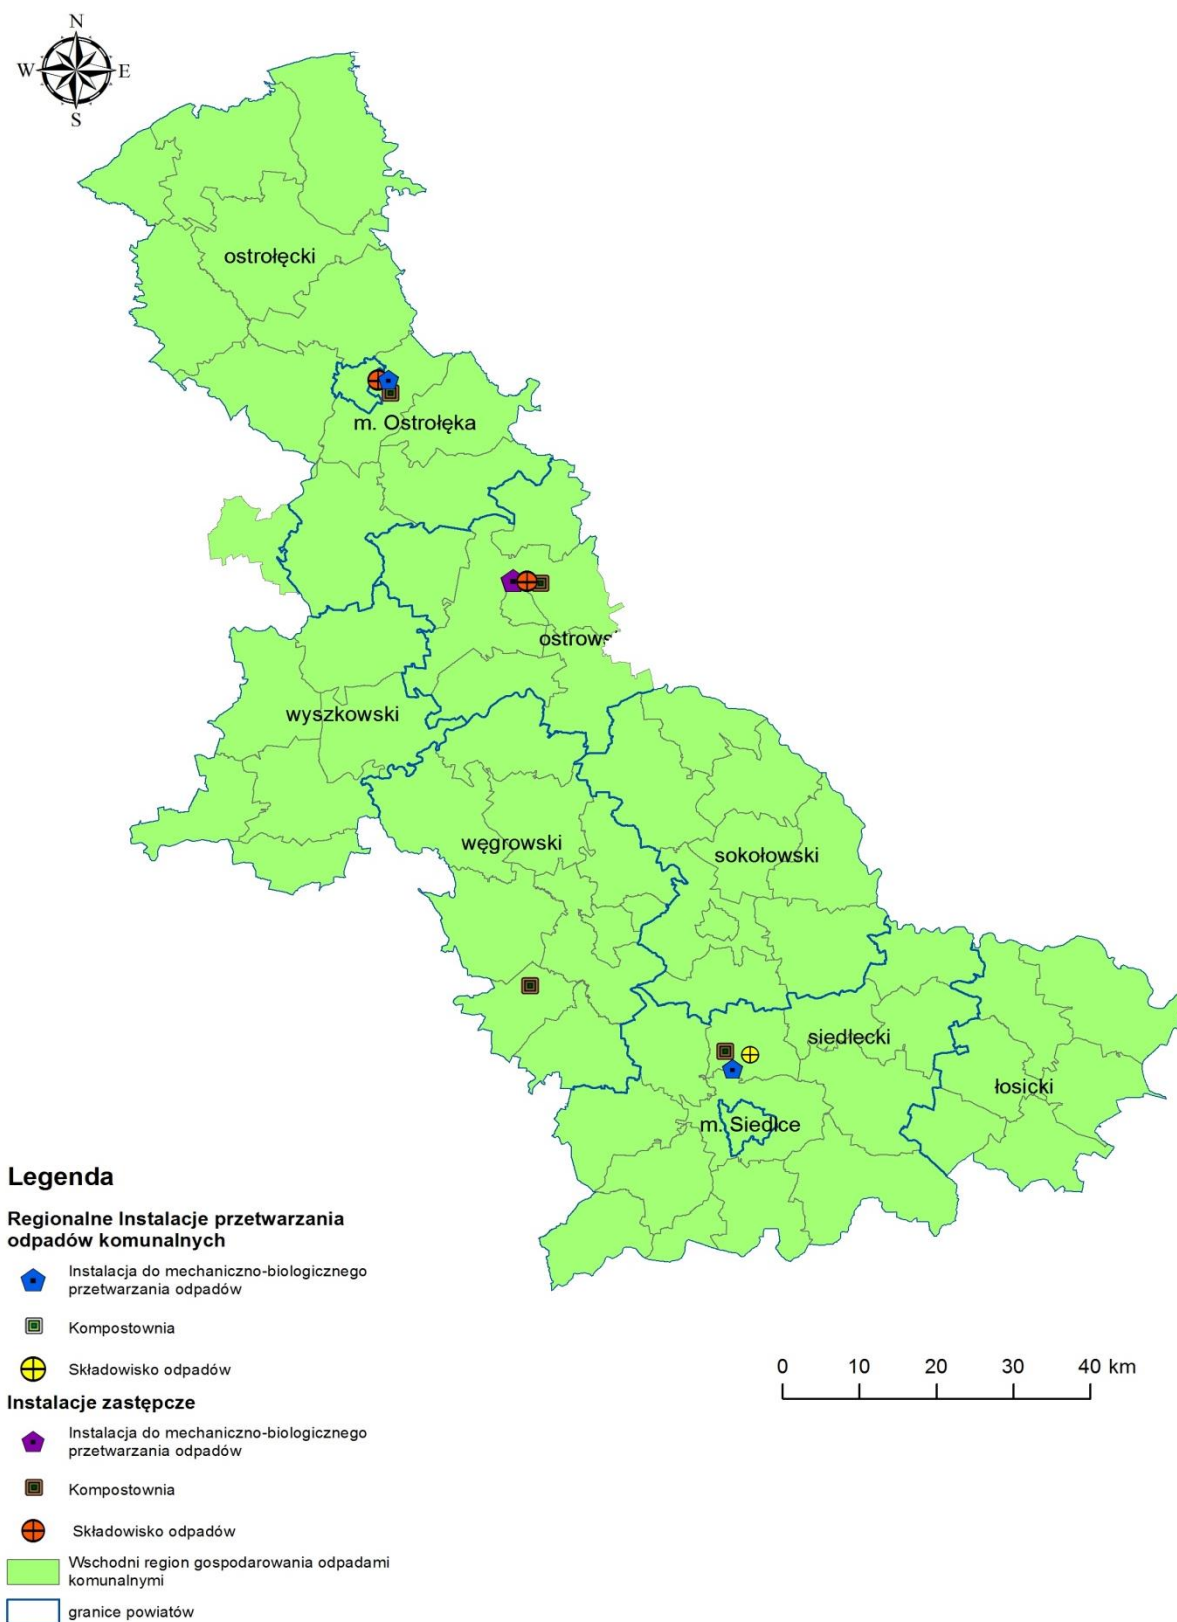 N
W E
S
ostrołęcki
m. Ostrołęka
ostrows
wyszkowski
węgrowski
sokołowski
siedłecki
łosicki
m. Siedlce
Legenda
Regionalne Instalacje przetwarzania
odpadów komunalnych
Instalacja do mechaniczno-biologicznego
przetwarzania odpadów
Kompostownia
Składowisko odpadów
Instalacje zastępcze
Instalacja do mechaniczno-biologicznego
przetwarzania odpadów
Kompostownia
Składowisko odpadów
Wschodni region gospodarowania odpadami
komunalnymi
granice powiatów
0 10 20 30 40 km